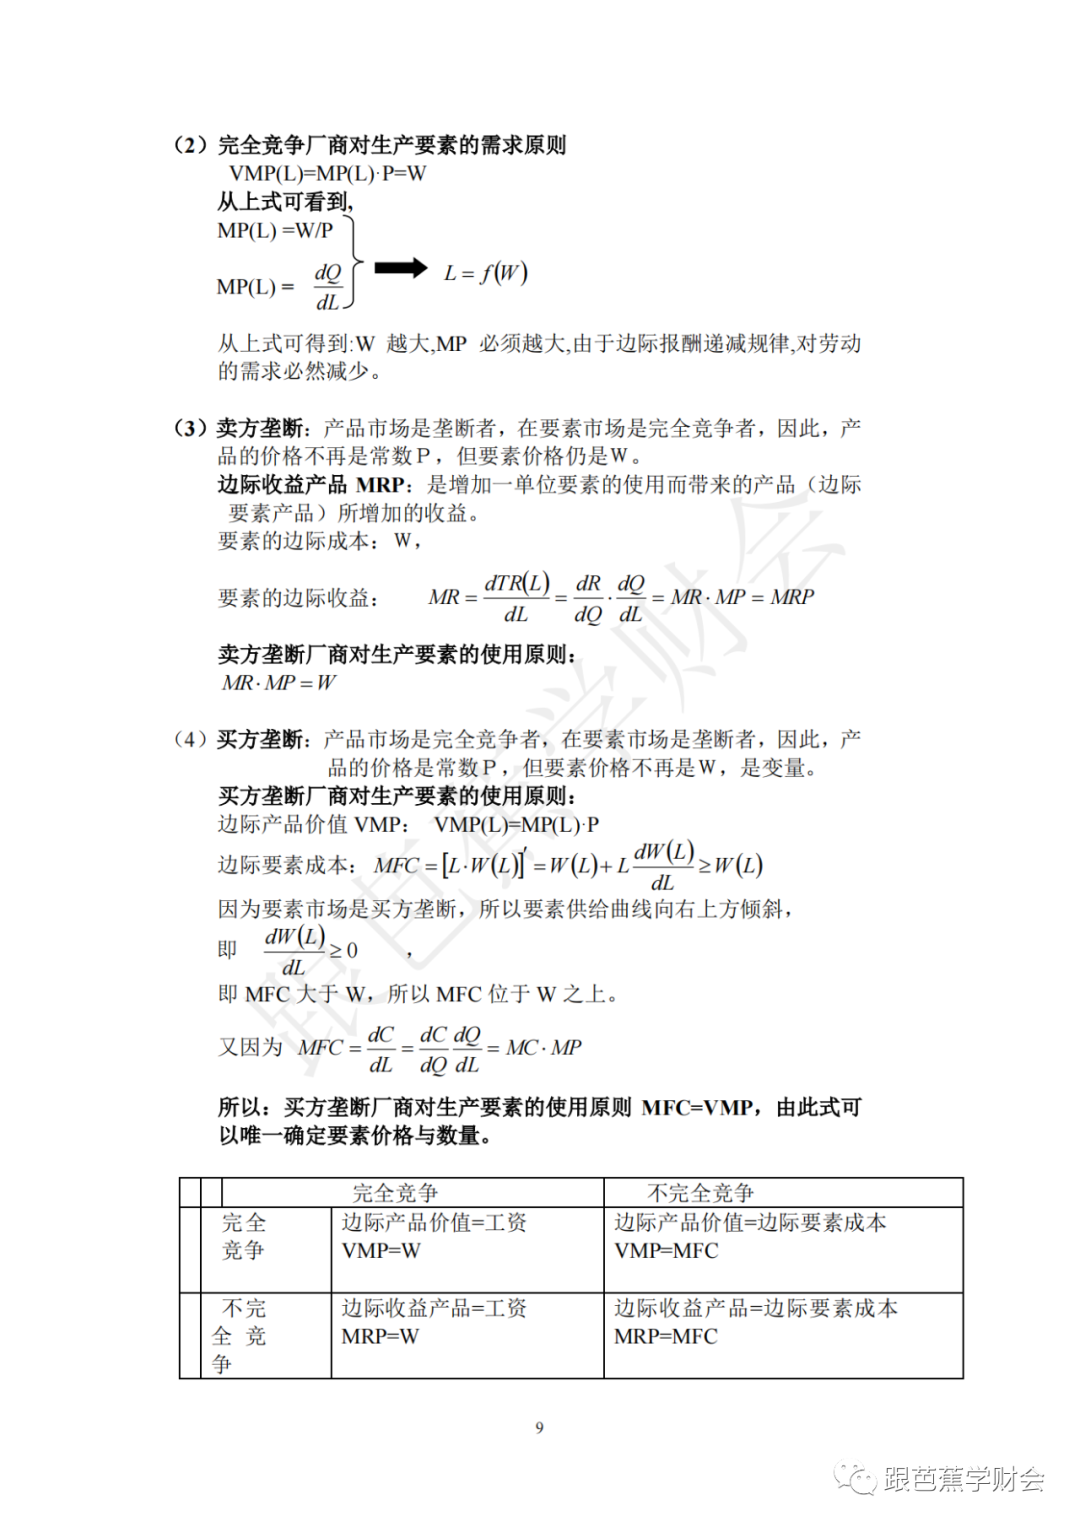 （2）完全竞争厂商对生产要素的需求原则
VMP(L)=MP(L)·P=W
从上式可看到,
MP(L) =W/P
MP(L) = dQ/dL
L = f(W)
从上式可得到:W 越大,MP 必须越大,由于边际报酬递减规律,对劳动
的需求必然减少。
（3）卖方垄断：产品市场是垄断者，在要素市场是完全竞争者，因此，产
品的价格不再是常数P，但要素价格仍是W。
边际收益产品 MRP：是增加一单位要素的使用而带来的产品（边际
要素产品）所增加的收益。
要素的边际成本：W，
要素的边际收益： MR = dTR(L)/dL = dR/dQ · dQ/dL = MR · MP = MRP
卖方垄断厂商对生产要素的使用原则：
MR · MP = W
（4）买方垄断：产品市场是完全竞争者，在要素市场是垄断者，因此，产
品的价格是常数P，但要素价格不再是W，是变量。
买方垄断厂商对生产要素的使用原则：
边际产品价值 VMP： VMP(L)=MP(L)·P
边际要素成本：MFC = [L·W(L)]′ = W(L) + L dW(L)/dL ≥ W(L)
因为要素市场是买方垄断，所以要素供给曲线向右上方倾斜，
即 dW(L)/dL ≥ 0 ，
即 MFC 大于 W，所以 MFC 位于 W 之上。
又因为 MFC = dC/dL = dC/dQ dQ/dL = MC · MP
所以：买方垄断厂商对生产要素的使用原则 MFC=VMP，由此式可
以唯一确定要素价格与数量。
完全竞争 不完全竞争
完全 边际产品价值=工资 边际产品价值=边际要素成本
竞争 VMP=W VMP=MFC
不完 边际收益产品=工资 边际收益产品=边际要素成本
全 竞 MRP=W MRP=MFC
争
9
跟芭蕉学财会
跟芭蕉学财会